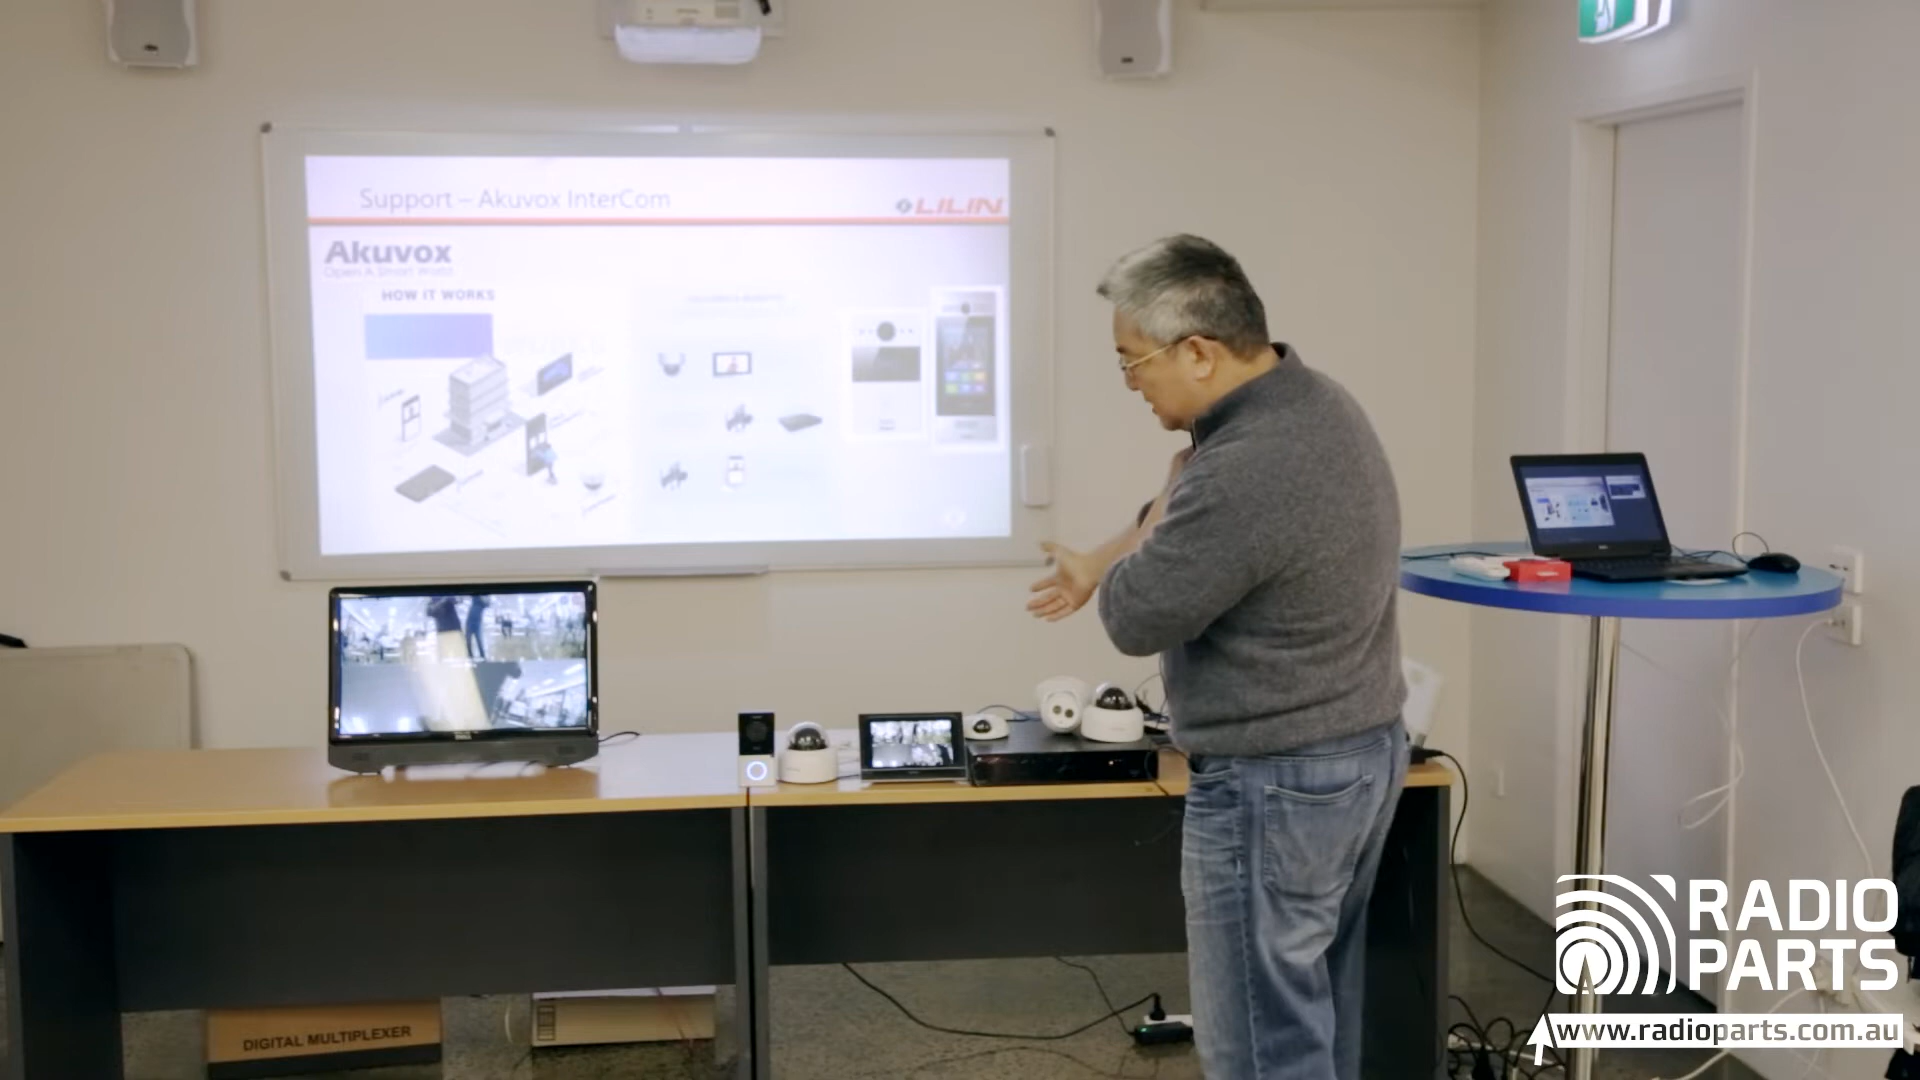 Support – Akuvox InterCom
LILIN
Akuvox
Open A Smart World
HOW IT WORKS
DELL
DIGITAL MULTIPLEXER
RADIO
PARTS
www.radioparts.com.au